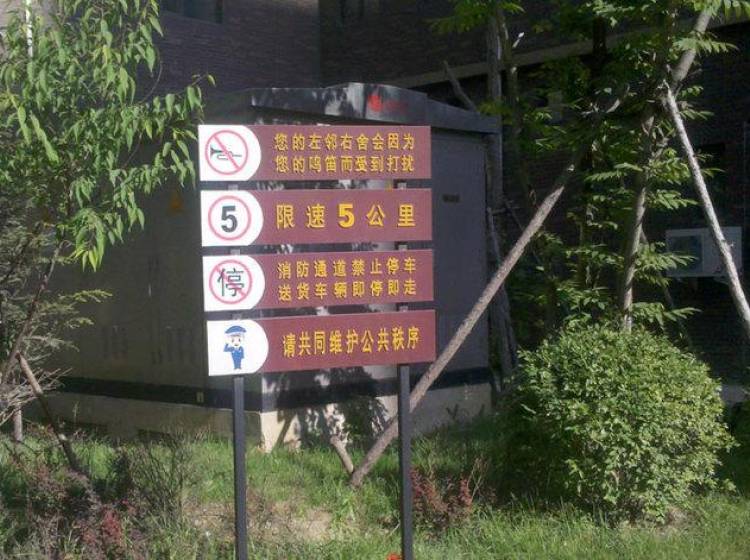 您的左邻右舍会因为
您的鸣笛而受到打扰
5
限速5公里
停
消防通道禁止停车
送货车辆即停即走
请共同维护公共秩序